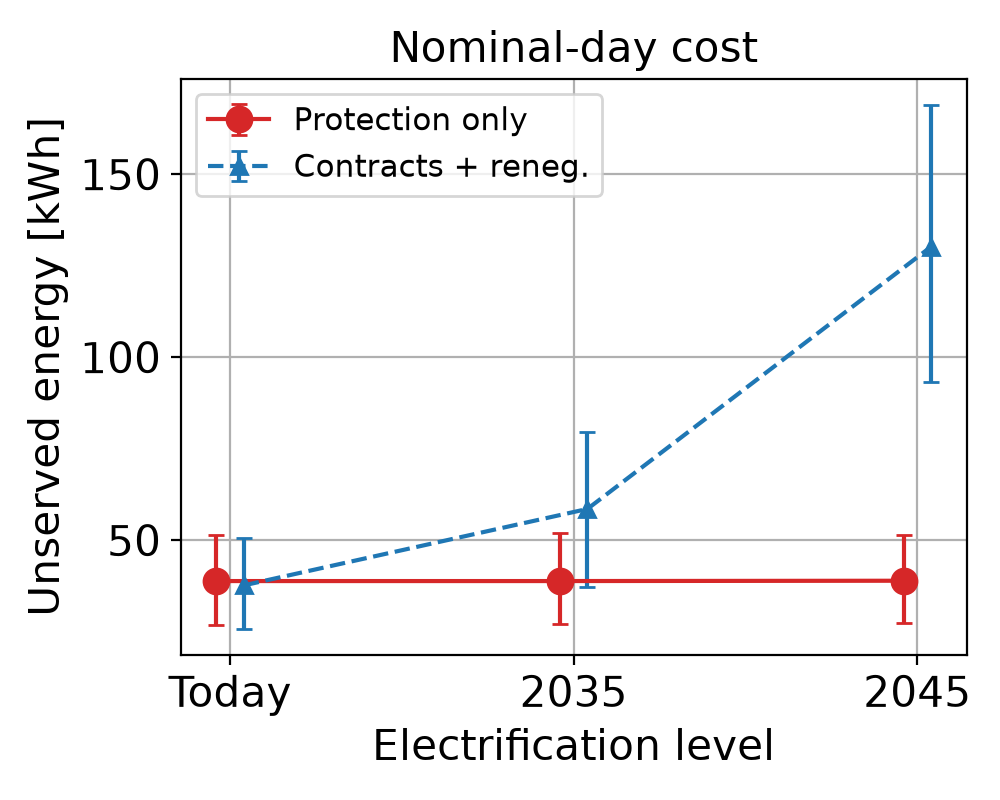 Nominal-day cost
Protection only
Contracts + reneg.
Unserved energy [kWh]
150
100
50
Today
2035
2045
Electrification level